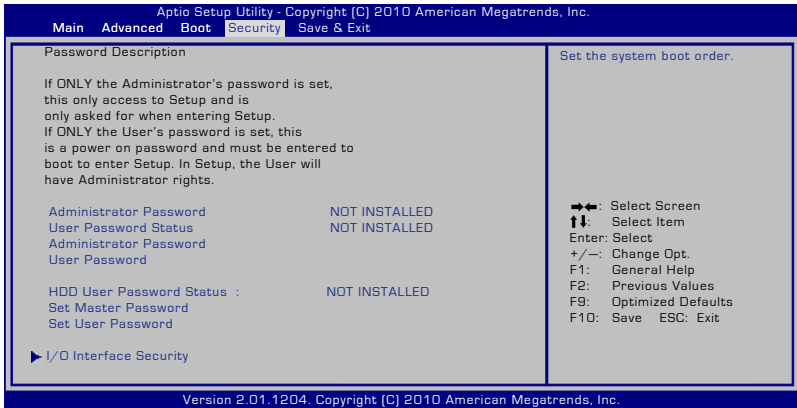 Aptio Setup Utility - Copyright (C) 2010 American Megatrends, Inc.
Main Advanced Boot Security Save & Exit
Password Description
If ONLY the Administrator's password is set,
this only access to Setup and is
only asked for when entering Setup.
If ONLY the User's password is set, this
is a power on password and must be entered to
boot to enter Setup. In Setup, the User will
have Administrator rights.
Administrator Password NOT INSTALLED
User Password Status NOT INSTALLED
Administrator Password
User Password
HDD User Password Status : NOT INSTALLED
Set Master Password
Set User Password
I/O Interface Security
Set the system boot order.
→←: Select Screen
↑↓: Select Item
Enter: Select
+/—: Change Opt.
F1: General Help
F2: Previous Values
F9: Optimized Defaults
F10: Save ESC: Exit
Version 2.01.1204. Copyright (C) 2010 American Megatrends, Inc.